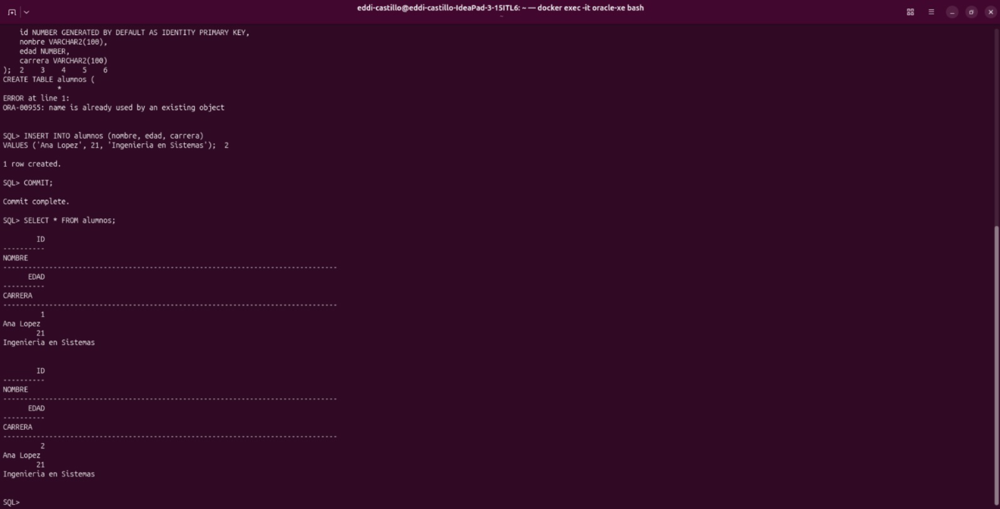 eddi-castillo@eddi-castillo-IdeaPad-3-15ITL6: ~ — docker exec -it oracle-xe bash
~
    id NUMBER GENERATED BY DEFAULT AS IDENTITY PRIMARY KEY,
    nombre VARCHAR2(100),
    edad NUMBER,
    carrera VARCHAR2(100)
);  2    3    4    5    6
CREATE TABLE alumnos (
             *
ERROR at line 1:
ORA-00955: name is already used by an existing object
SQL> INSERT INTO alumnos (nombre, edad, carrera)
VALUES ('Ana Lopez', 21, 'Ingenieria en Sistemas');  2
1 row created.
SQL> COMMIT;
Commit complete.
SQL> SELECT * FROM alumnos;
        ID
----------
NOMBRE
--------------------------------------------------------------------------------
      EDAD
----------
CARRERA
--------------------------------------------------------------------------------
         1
Ana Lopez
        21
Ingenieria en Sistemas
        ID
----------
NOMBRE
--------------------------------------------------------------------------------
      EDAD
----------
CARRERA
--------------------------------------------------------------------------------
         2
Ana Lopez
        21
Ingenieria en Sistemas
SQL>